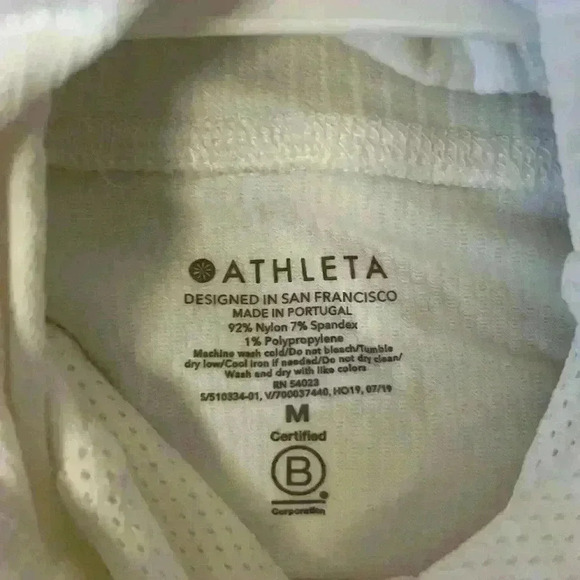 ATHLETA
DESIGNED IN SAN FRANCISCO
MADE IN PORTUGAL
92% Nylon 7% Spandex
1% Polypropylene
Machine wash cold/Do not bleach/Tumble
dry low/Cool iron if needed/Do not dry clean/
Wash and dry with like colors
RN 54023
S/510334-01, V/700037440, HO19, 07/19
M
Certified
B
Corporation